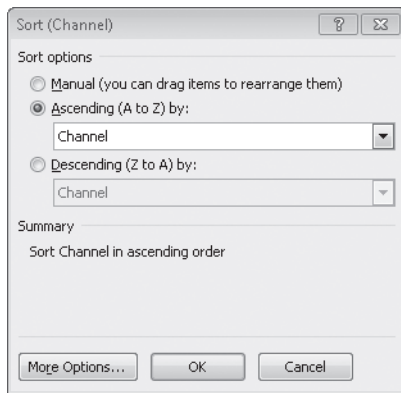 Sort (Channel)
Sort options
Manual (you can drag items to rearrange them)
Ascending (A to Z) by:
Channel
Descending (Z to A) by:
Channel
Summary
Sort Channel in ascending order
More Options... OK Cancel